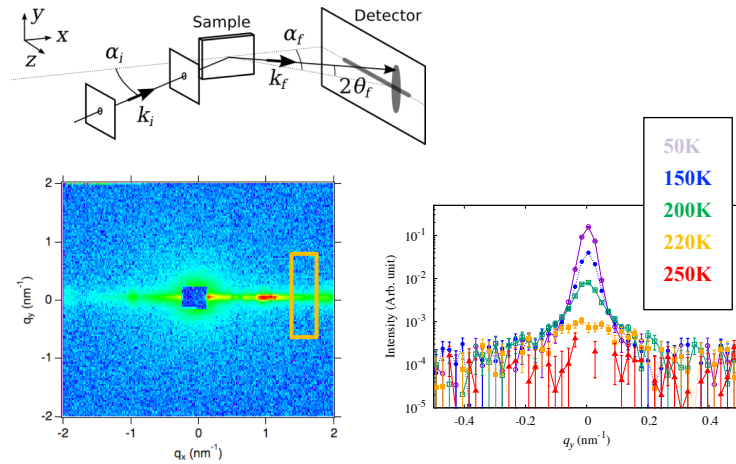 y
x
z
Sample
Detector
α_i
α_f
k_i
k_f
2θ_f
50K
150K
200K
220K
250K
q_y (nm⁻¹)
2
1
0
-1
-2
-2
-1
0
1
2
q_x (nm⁻¹)
Intensity (Arb. unit)
10⁻¹
10⁻²
10⁻³
10⁻⁴
10⁻⁵
-0.4
-0.2
0
0.2
0.4
q_y (nm⁻¹)